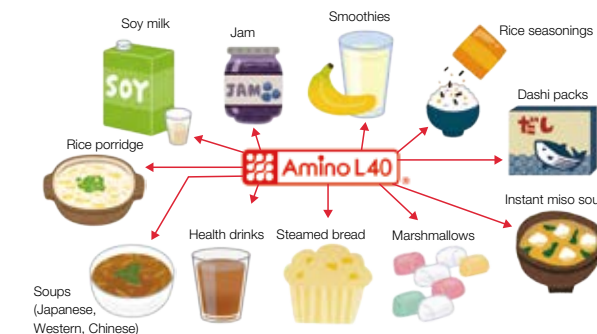 Soy milk
Jam
Smoothies
Rice seasonings
SOY
JAM
Dashi packs
だし
Rice porridge
Amino L40
®
Instant miso sou
Health drinks
Steamed bread
Marshmallows
Soups
(Japanese,
Western, Chinese)